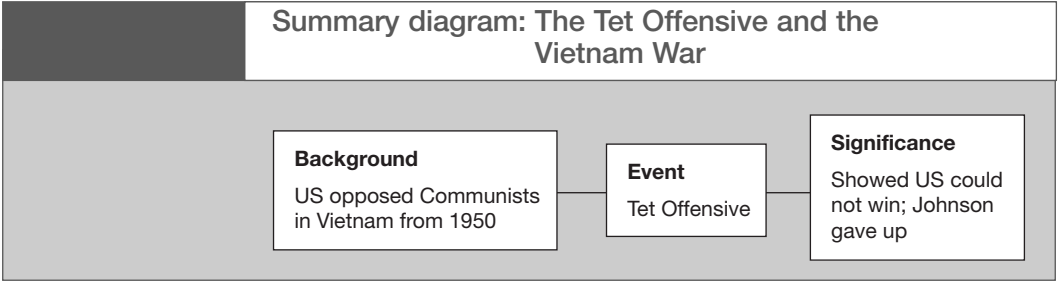 Summary diagram: The Tet Offensive and the
Vietnam War
Background
US opposed Communists
in Vietnam from 1950
Event
Tet Offensive
Significance
Showed US could
not win; Johnson
gave up